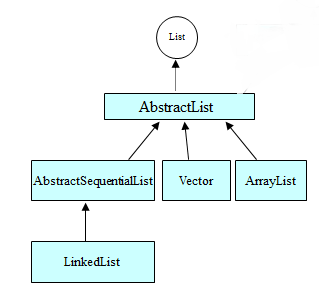 List
AbstractList
AbstractSequentialList
Vector
ArrayList
LinkedList